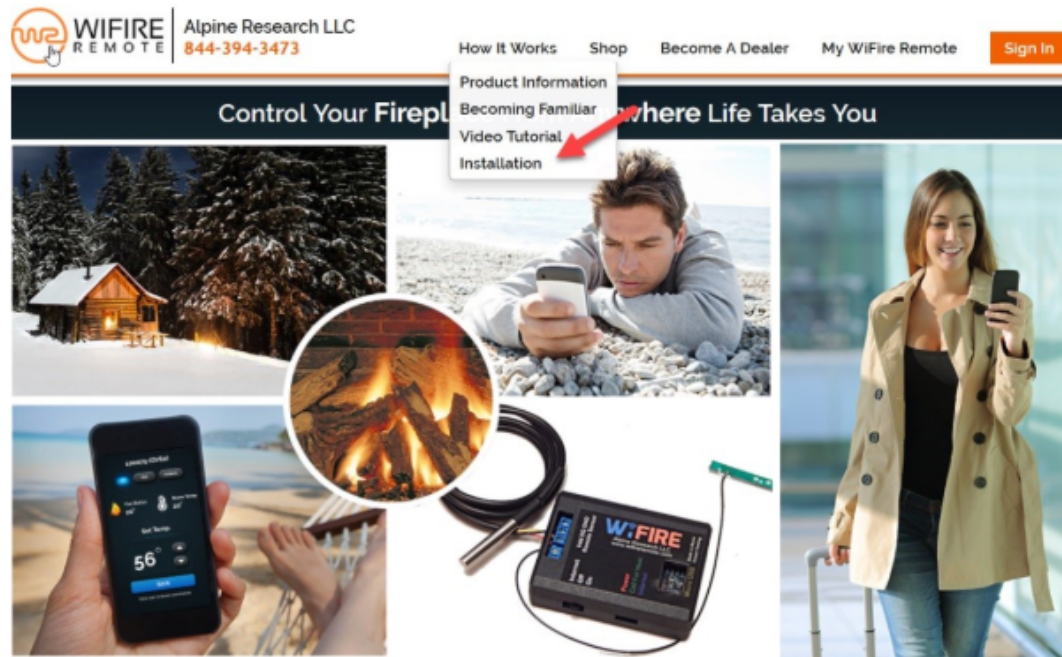 WIFIRE
REMOTE
Alpine Research LLC
844-394-3473
How It Works
Shop
Become A Dealer
My WiFire Remote
Sign In
Product Information
Becoming Familiar
Video Tutorial
Installation
Control Your Firepl where Life Takes You
Set Temp.
56°
WiFIRE
Alpine Research LLC
Power